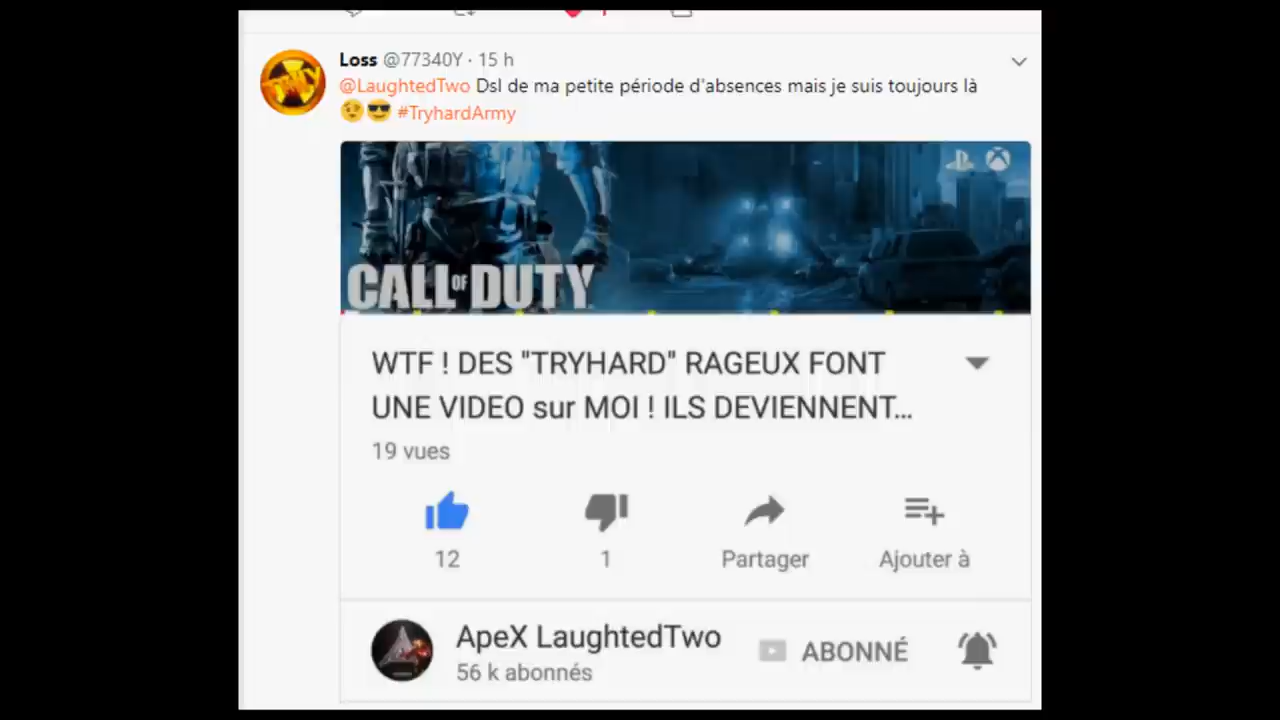 Loss @77340Y · 15 h
@LaughtedTwo Dsl de ma petite période d'absences mais je suis toujours là
😉😎 #TryhardArmy
CALL OF DUTY
WTF ! DES "TRYHARD" RAGEUX FONT
UNE VIDEO sur MOI ! ILS DEVIENNENT...
19 vues
12
1
Partager
Ajouter à
ApeX LaughtedTwo
ABONNÉ
56 k abonnés